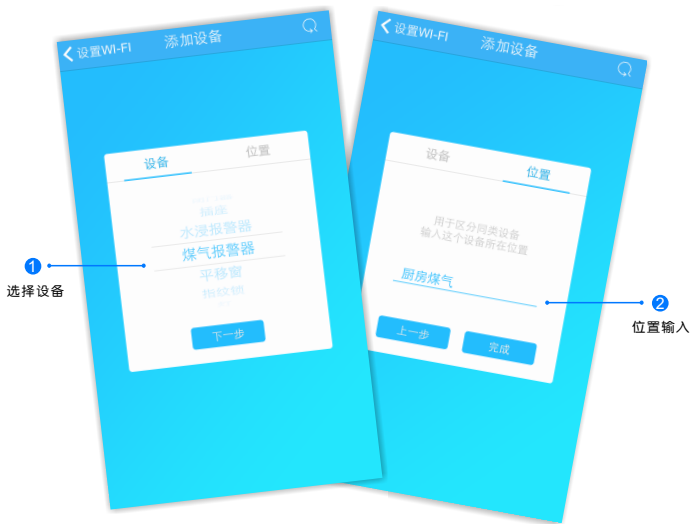 设置WI-FI
添加设备
设备
位置
插座
水浸报警器
煤气报警器
平移窗
指纹锁
下一步
1
选择设备
设置WI-FI
添加设备
设备
位置
用于区分同类设备
输入这个设备所在位置
厨房煤气
上一步
完成
2
位置输入